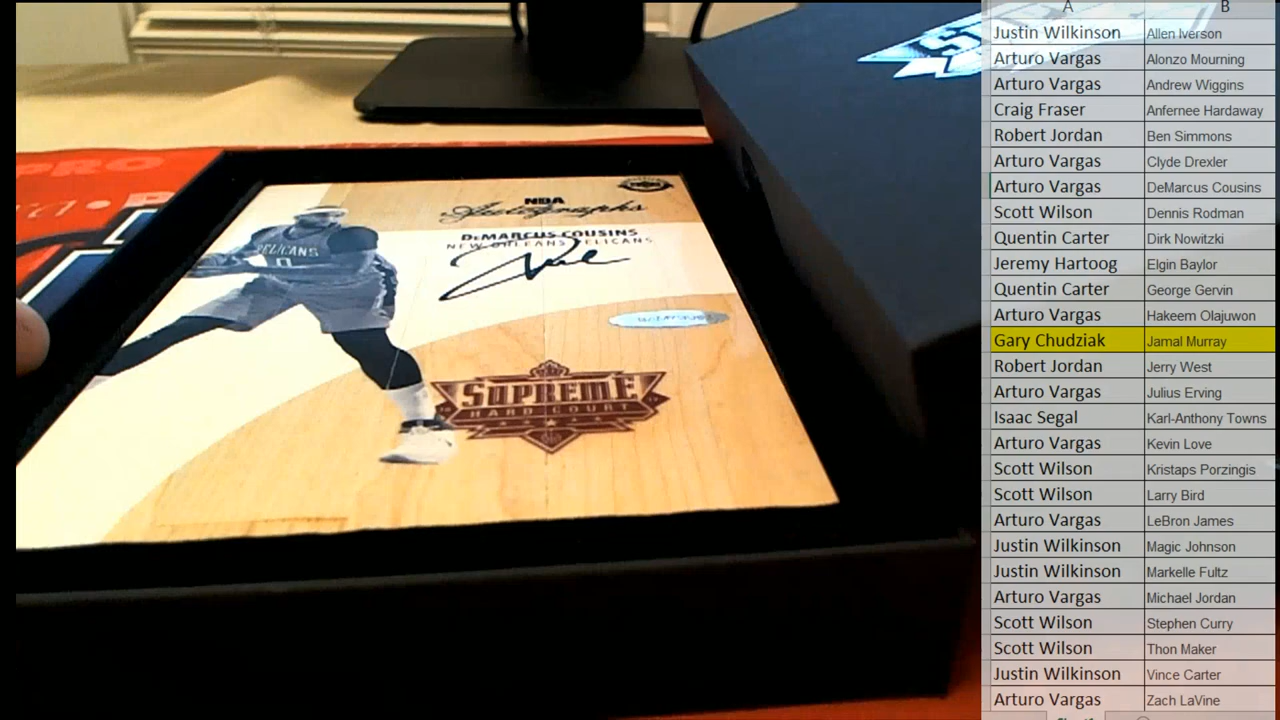 A B
Justin Wilkinson Allen Iverson
Arturo Vargas Alonzo Mourning
Arturo Vargas Andrew Wiggins
Craig Fraser Anfernee Hardaway
Robert Jordan Ben Simmons
Arturo Vargas Clyde Drexler
Arturo Vargas DeMarcus Cousins
Scott Wilson Dennis Rodman
Quentin Carter Dirk Nowitzki
Jeremy Hartoog Elgin Baylor
Quentin Carter George Gervin
Arturo Vargas Hakeem Olajuwon
Gary Chudziak Jamal Murray
Robert Jordan Jerry West
Arturo Vargas Julius Erving
Isaac Segal Karl-Anthony Towns
Arturo Vargas Kevin Love
Scott Wilson Kristaps Porzingis
Scott Wilson Larry Bird
Arturo Vargas LeBron James
Justin Wilkinson Magic Johnson
Justin Wilkinson Markelle Fultz
Arturo Vargas Michael Jordan
Scott Wilson Stephen Curry
Scott Wilson Thon Maker
Justin Wilkinson Vince Carter
Arturo Vargas Zach LaVine
NBA
Autographs
DeMARCUS COUSINS
NEW ORLEANS PELICANS
PELICANS
0
SUPREME
HARD COURT
PRO